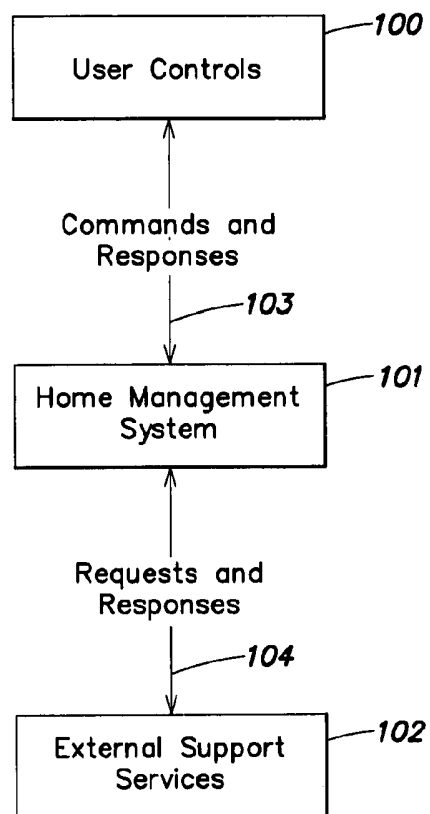 100
User Controls
Commands and
Responses
103
101
Home Management
System
Requests and
Responses
104
102
External Support
Services